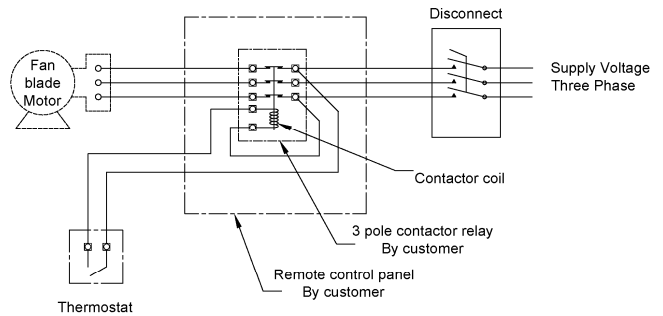 Disconnect
Fan
blade
Motor
Supply Voltage
Three Phase
Contactor coil
3 pole contactor relay
By customer
Remote control panel
By customer
Thermostat